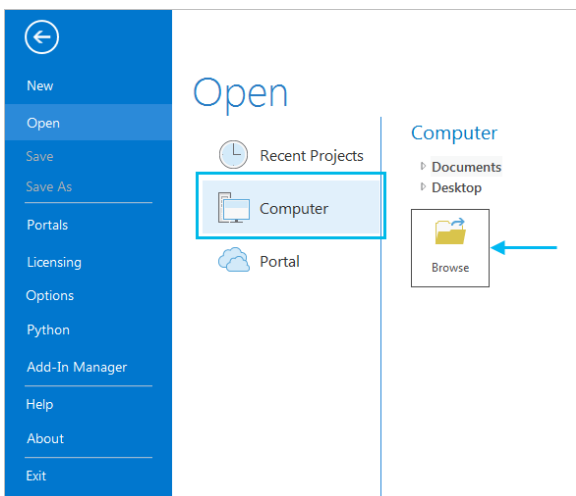 New
Open
Save
Save As
Portals
Licensing
Options
Python
Add-In Manager
Help
About
Exit
Open
Recent Projects
Computer
Portal
Computer
Documents
Desktop
Browse